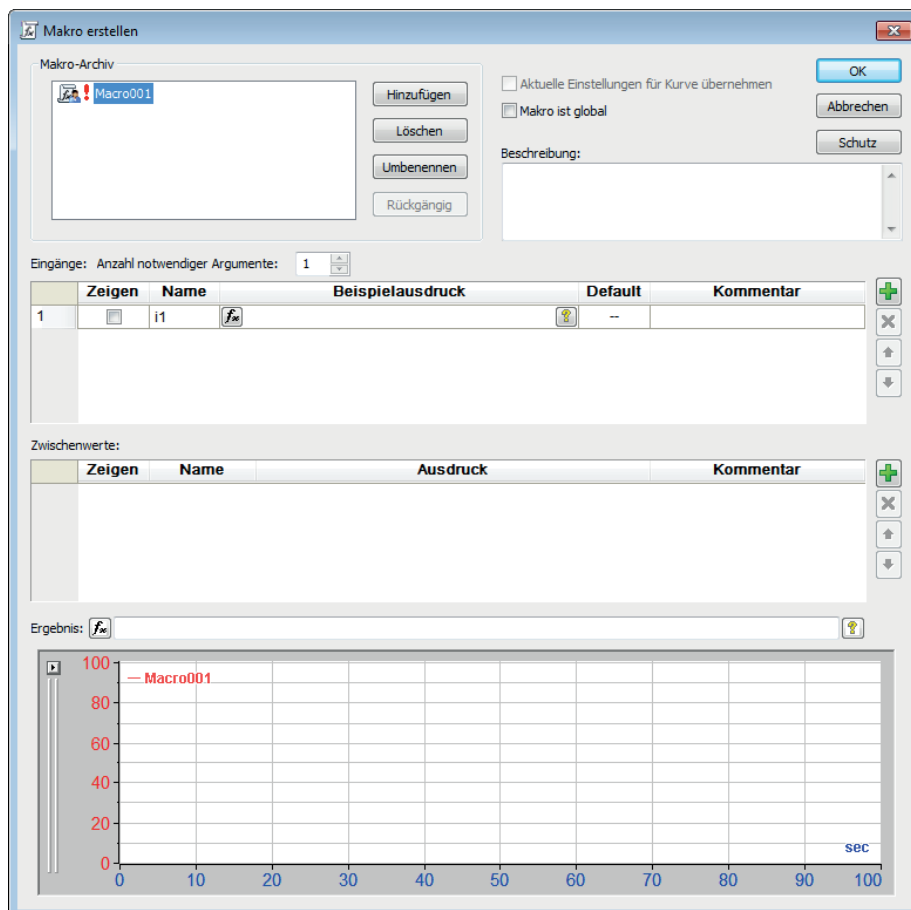 Makro erstellen
Makro-Archiv
Macro001
Hinzufügen
Löschen
Umbenennen
Rückgängig
Aktuelle Einstellungen für Kurve übernehmen
Makro ist global
Beschreibung:
OK
Abbrechen
Schutz
Eingänge: Anzahl notwendiger Argumente: 1
Zeigen Name Beispielausdruck Default Kommentar
1 i1 fx ? --
Zwischenwerte:
Zeigen Name Ausdruck Kommentar
Ergebnis: fx ?
Macro001
100
80
60
40
20
0
sec
0 10 20 30 40 50 60 70 80 90 100